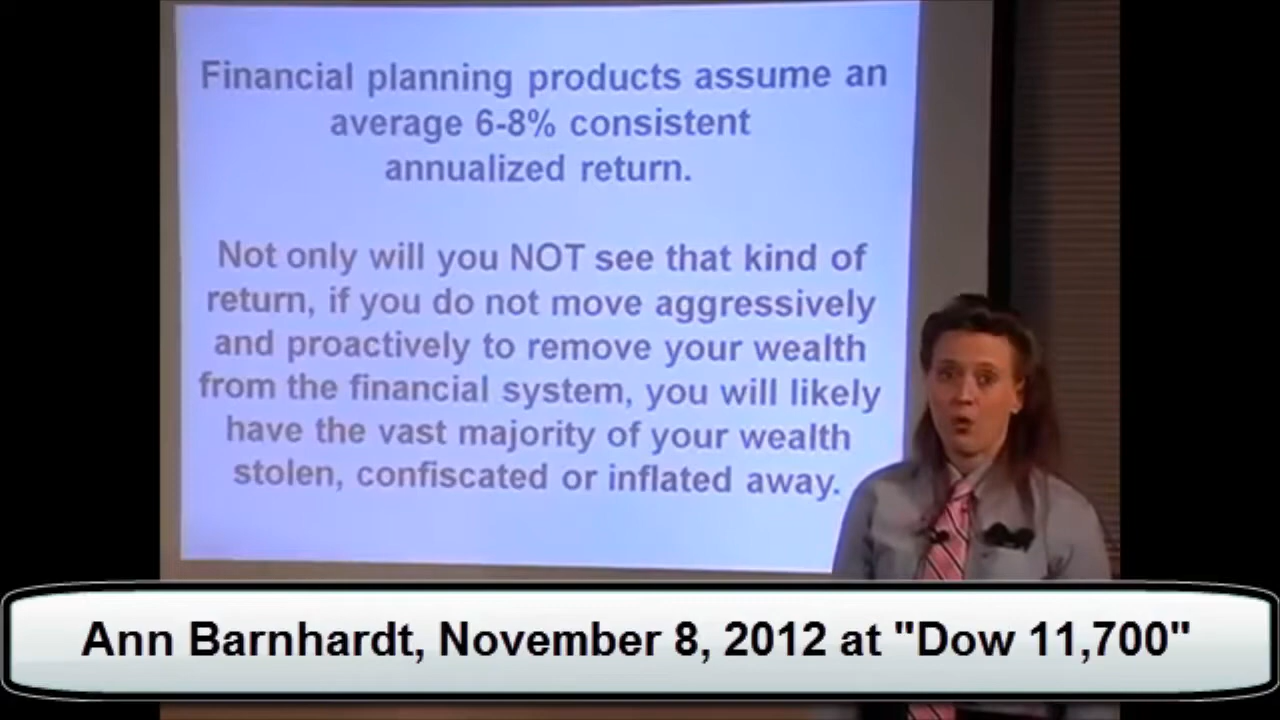 Financial planning products assume an
average 6-8% consistent
annualized return.
Not only will you NOT see that kind of
return, if you do not move aggressively
and proactively to remove your wealth
from the financial system, you will likely
have the vast majority of your wealth
stolen, confiscated or inflated away.
Ann Barnhardt, November 8, 2012 at "Dow 11,700"